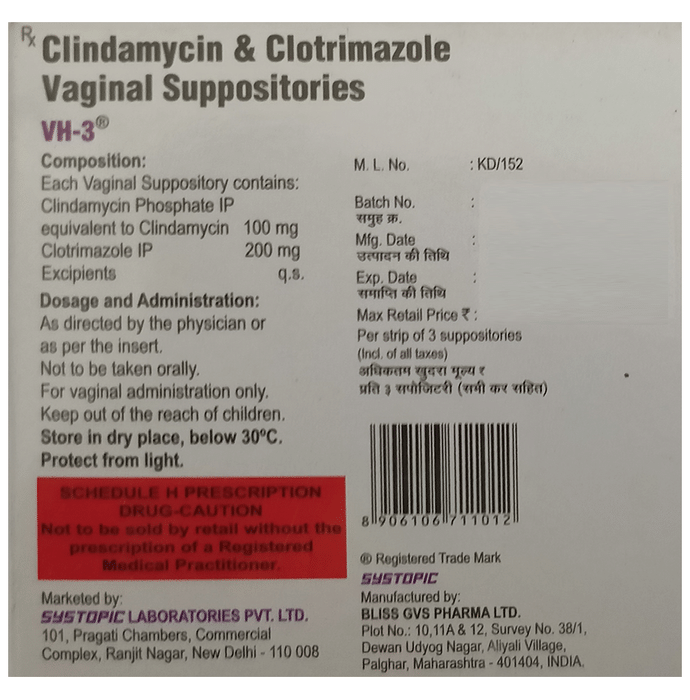 Rx Clindamycin & Clotrimazole
Vaginal Suppositories
VH-3®
Composition:
Each Vaginal Suppository contains:
Clindamycin Phosphate IP
equivalent to Clindamycin 100 mg
Clotrimazole IP 200 mg
Excipients q.s.
Dosage and Administration:
As directed by the physician or
as per the insert.
Not to be taken orally.
For vaginal administration only.
Keep out of the reach of children.
Store in dry place, below 30ºC.
Protect from light.
SCHEDULE H PRESCRIPTION
DRUG-CAUTION
Not to be sold by retail without the
prescription of a Registered
Medical Practitioner.
Marketed by:
SYSTOPIC LABORATORIES PVT. LTD.
101, Pragati Chambers, Commercial
Complex, Ranjit Nagar, New Delhi - 110 008
M. L. No. : KD/152
Batch No. :
समुह क्र.
Mfg. Date :
उत्पादन की तिथि
Exp. Date :
समाप्ति की तिथि
Max Retail Price ₹ :
Per strip of 3 suppositories
(Incl. of all taxes)
अधिकतम खुदरा मूल्य र
प्रति ३ सपोजिटरी (सभी कर सहित)
8 906106 711012
® Registered Trade Mark
SYSTOPIC
Manufactured by:
BLISS GVS PHARMA LTD.
Plot No.: 10,11A & 12, Survey No. 38/1,
Dewan Udyog Nagar, Aliyali Village,
Palghar, Maharashtra - 401404, INDIA.